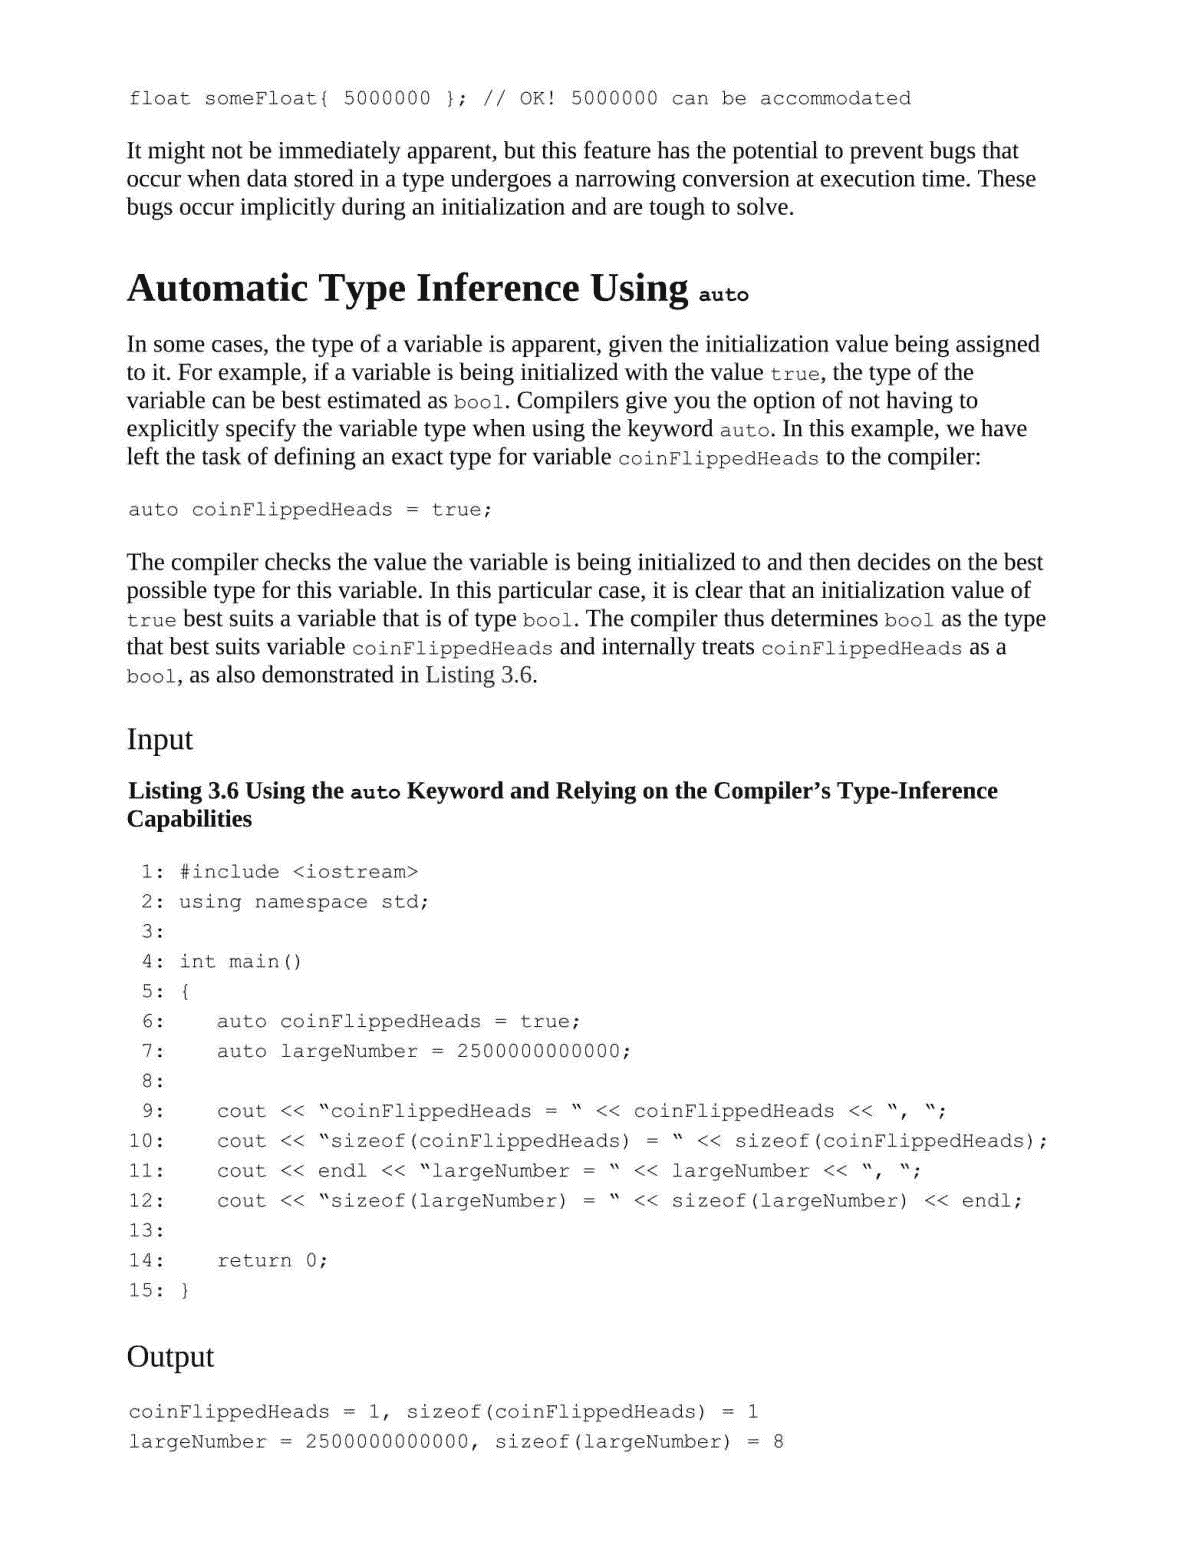 float someFloat{ 5000000 }; // OK! 5000000 can be accommodated
It might not be immediately apparent, but this feature has the potential to prevent bugs that
occur when data stored in a type undergoes a narrowing conversion at execution time. These
bugs occur implicitly during an initialization and are tough to solve.
Automatic Type Inference Using auto
In some cases, the type of a variable is apparent, given the initialization value being assigned
to it. For example, if a variable is being initialized with the value true, the type of the
variable can be best estimated as bool. Compilers give you the option of not having to
explicitly specify the variable type when using the keyword auto. In this example, we have
left the task of defining an exact type for variable coinFlippedHeads to the compiler:
auto coinFlippedHeads = true;
The compiler checks the value the variable is being initialized to and then decides on the best
possible type for this variable. In this particular case, it is clear that an initialization value of
true best suits a variable that is of type bool. The compiler thus determines bool as the type
that best suits variable coinFlippedHeads and internally treats coinFlippedHeads as a
bool, as also demonstrated in Listing 3.6.
Input
Listing 3.6 Using the auto Keyword and Relying on the Compiler’s Type-Inference
Capabilities
1: #include <iostream>
2: using namespace std;
3:
4: int main()
5: {
6:    auto coinFlippedHeads = true;
7:    auto largeNumber = 2500000000000;
8:
9:    cout << “coinFlippedHeads = “ << coinFlippedHeads << “, “;
10:    cout << “sizeof(coinFlippedHeads) = “ << sizeof(coinFlippedHeads);
11:    cout << endl << “largeNumber = “ << largeNumber << “, “;
12:    cout << “sizeof(largeNumber) = “ << sizeof(largeNumber) << endl;
13:
14:    return 0;
15: }
Output
coinFlippedHeads = 1, sizeof(coinFlippedHeads) = 1
largeNumber = 2500000000000, sizeof(largeNumber) = 8